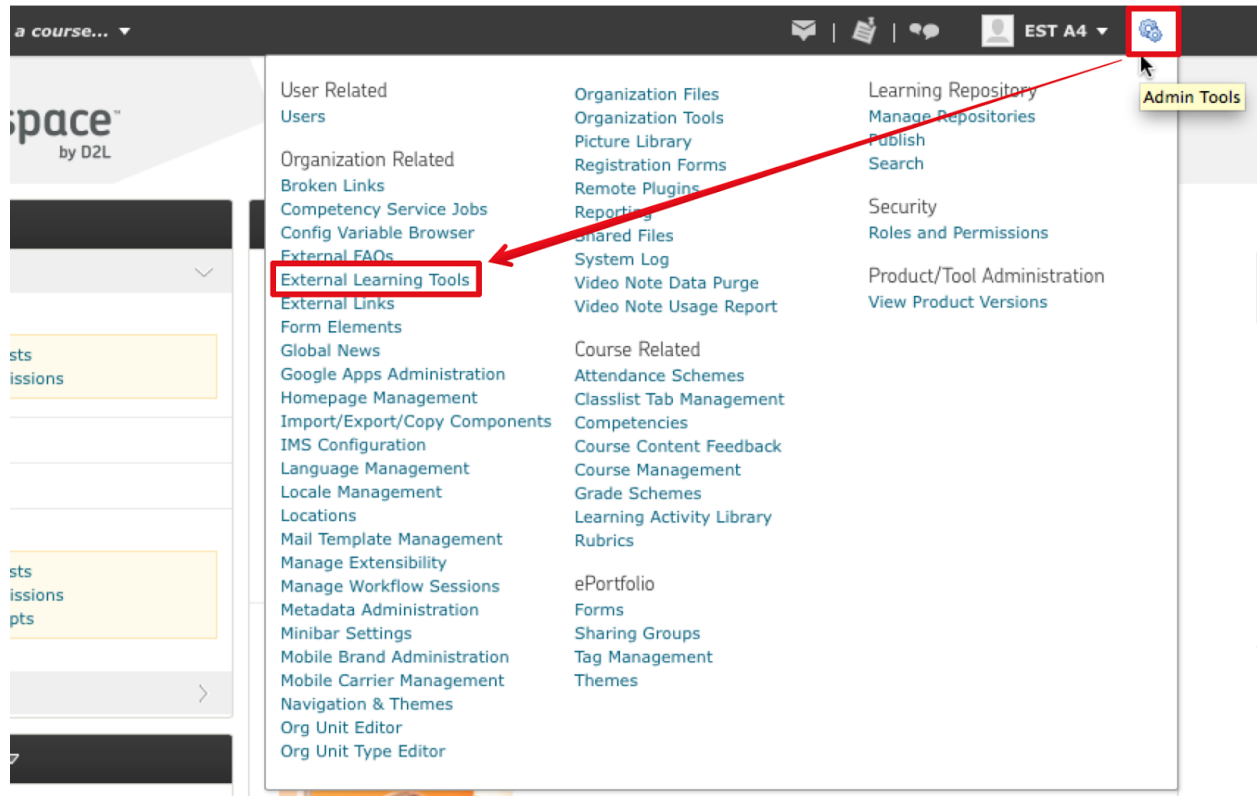 a course...
EST A4
Admin Tools
space™
by D2L
User Related
Users
Organization Related
Broken Links
Competency Service Jobs
Config Variable Browser
External FAQs
External Learning Tools
External Links
Form Elements
Global News
Google Apps Administration
Homepage Management
Import/Export/Copy Components
IMS Configuration
Language Management
Locale Management
Locations
Mail Template Management
Manage Extensibility
Manage Workflow Sessions
Metadata Administration
Minibar Settings
Mobile Brand Administration
Mobile Carrier Management
Navigation & Themes
Org Unit Editor
Org Unit Type Editor
Organization Files
Organization Tools
Picture Library
Registration Forms
Remote Plugins
Reporting
Shared Files
System Log
Video Note Data Purge
Video Note Usage Report
Course Related
Attendance Schemes
Classlist Tab Management
Competencies
Course Content Feedback
Course Management
Grade Schemes
Learning Activity Library
Rubrics
ePortfolio
Forms
Sharing Groups
Tag Management
Themes
Learning Repository
Manage Repositories
Publish
Search
Security
Roles and Permissions
Product/Tool Administration
View Product Versions
sts
issions
sts
issions
pts